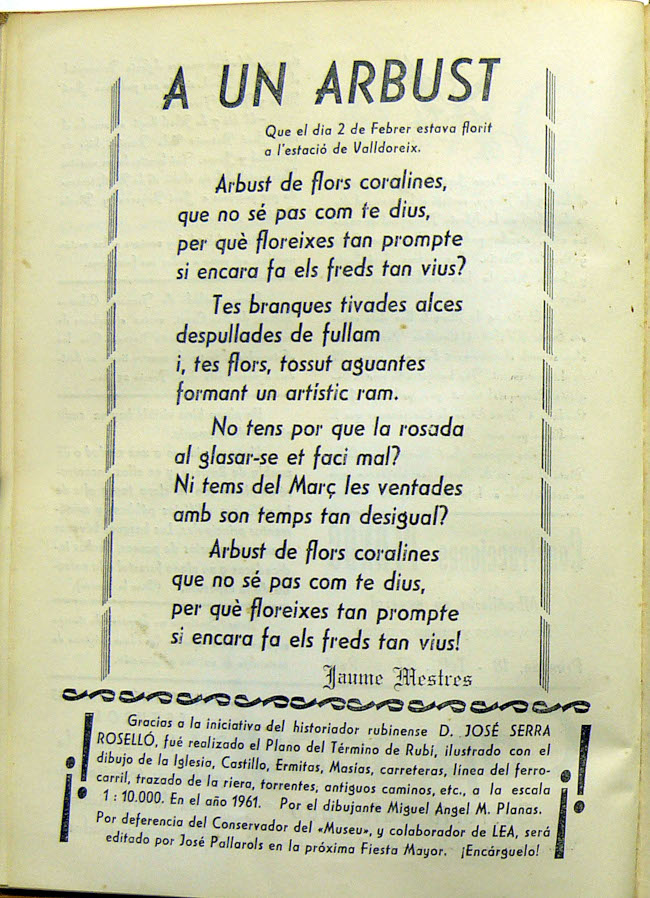 A UN ARBUST
Que el dia 2 de Febrer estava florit
a l'estació de Valldoreix.
Arbust de flors coralines,
que no sé pas com te dius,
per què floreixes tan prompte
si encara fa els freds tan vius?
Tes branques tivades alces
despullades de fullam
i, tes flors, tossut aguantes
formant un artístic ram.
No tens por que la rosada
al glasar-se et faci mal?
Ni tems del Març les ventades
amb son temps tan desigual?
Arbust de flors coralines
que no sé pas com te dius,
per què floreixes tan prompte
si encara fa els freds tan vius!
Jaume Mestres
Gracias a la iniciativa del historiador rubinense D. JOSÉ SERRA
ROSELLÓ, fué realizado el Plano del Término de Rubí, ilustrado con el
dibujo de la Iglesia, Castillo, Ermitas, Masías, carreteras, línea del ferro-
carril, trazado de la riera, torrentes, antiguos caminos, etc., a la escala
1 : 10.000. En el año 1961. Por el dibujante Miguel Angel M. Planas.
Por deferencia del Conservador del «Museu», y colaborador de LEA, será
editado por José Pallarols en la próxima Fiesta Mayor. ¡Encárguelo!